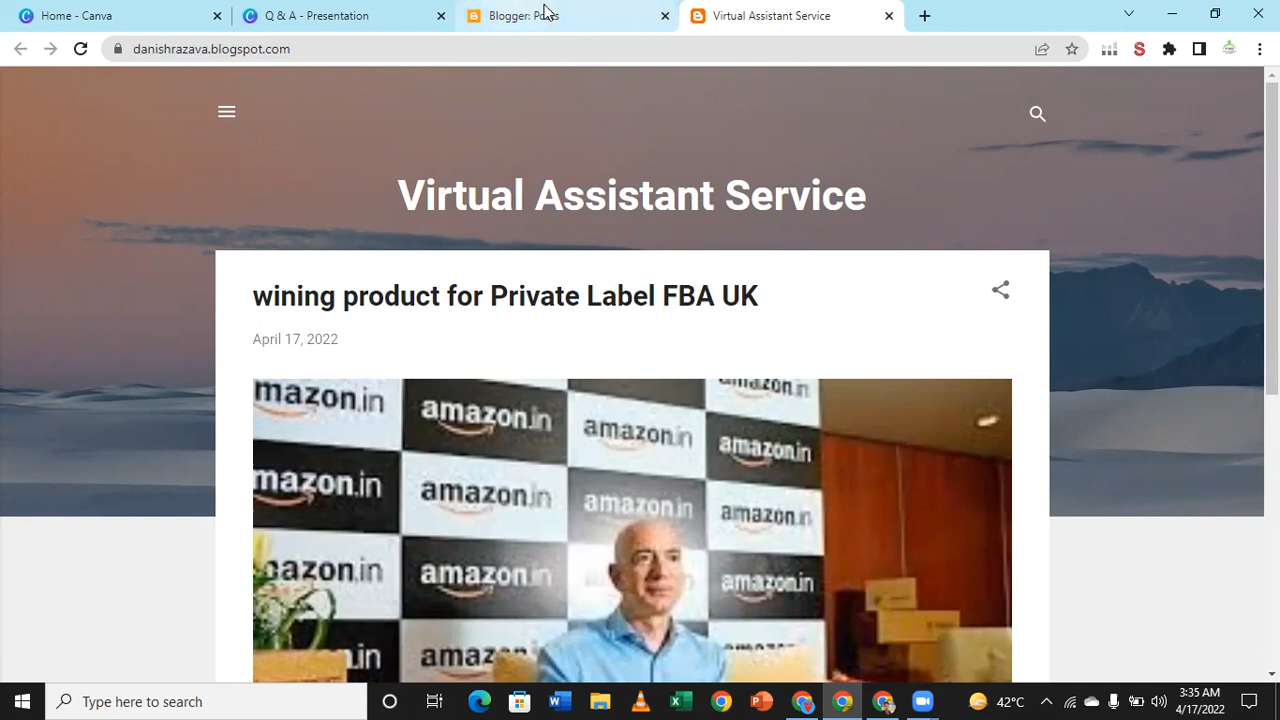 Home - Canva
Q & A - Presentation
Blogger: Posts
Virtual Assistant Service
danishrazava.blogspot.com
Virtual Assistant Service
wining product for Private Label FBA UK
April 17, 2022
mazon.in amazon.in amazon.in amazon.in
amazon.in amazon.in
mazon.in amazon.in amazon.in amazon.in
azon.in amazon.in amazon.in
Type here to search
42°C
3:35 AM
4/17/2022